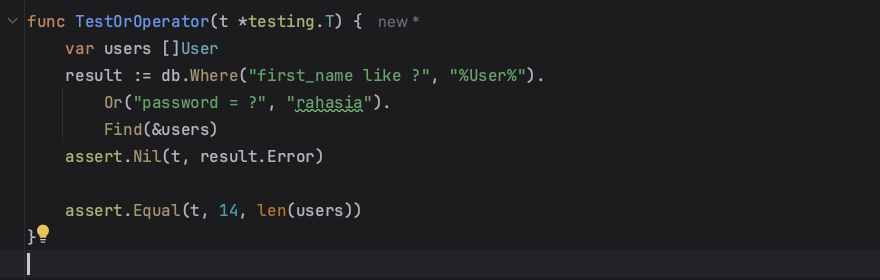 func TestOrOperator(t *testing.T) { new *
    var users []User
    result := db.Where("first_name like ?", "%User%").
        Or("password = ?", "rahasia").
        Find(&users)
    assert.Nil(t, result.Error)

    assert.Equal(t, 14, len(users))
}